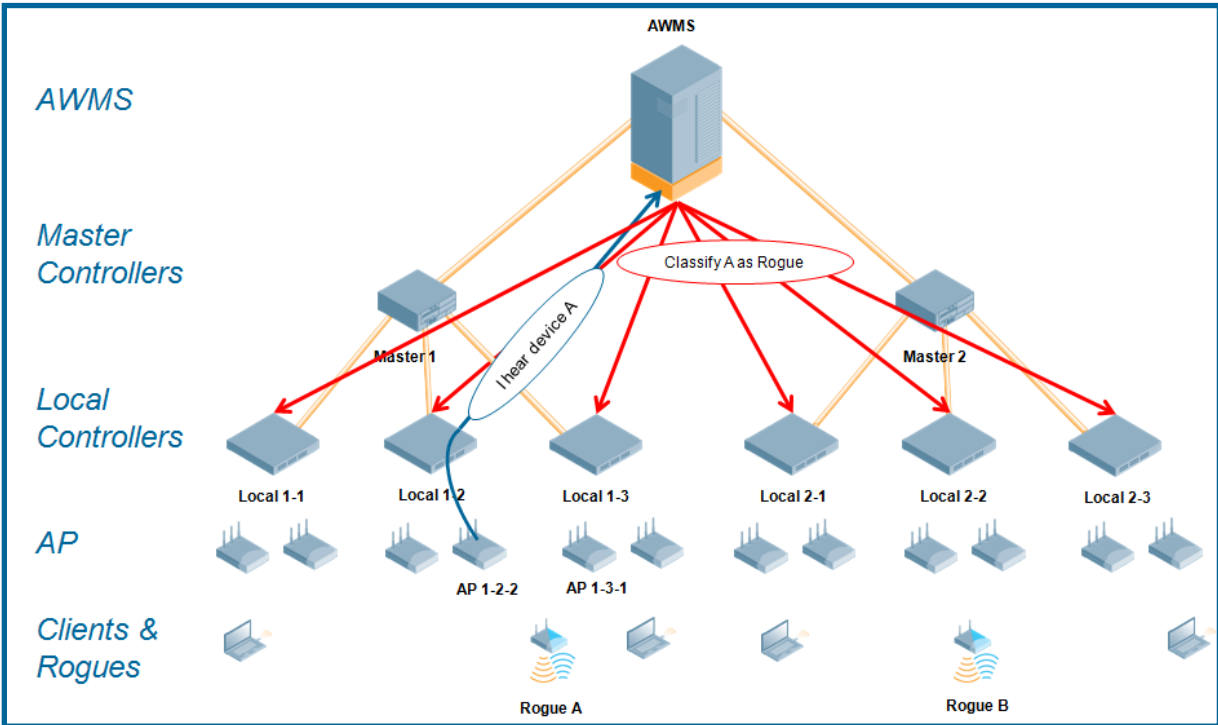 AWMS
AWMS
Master
Controllers
Classify A as Rogue
I hear device A
Master 1
Master 2
Local
Controllers
Local 1-1
Local 1-2
Local 1-3
Local 2-1
Local 2-2
Local 2-3
AP
AP 1-2-2
AP 1-3-1
Clients &
Rogues
Rogue A
Rogue B